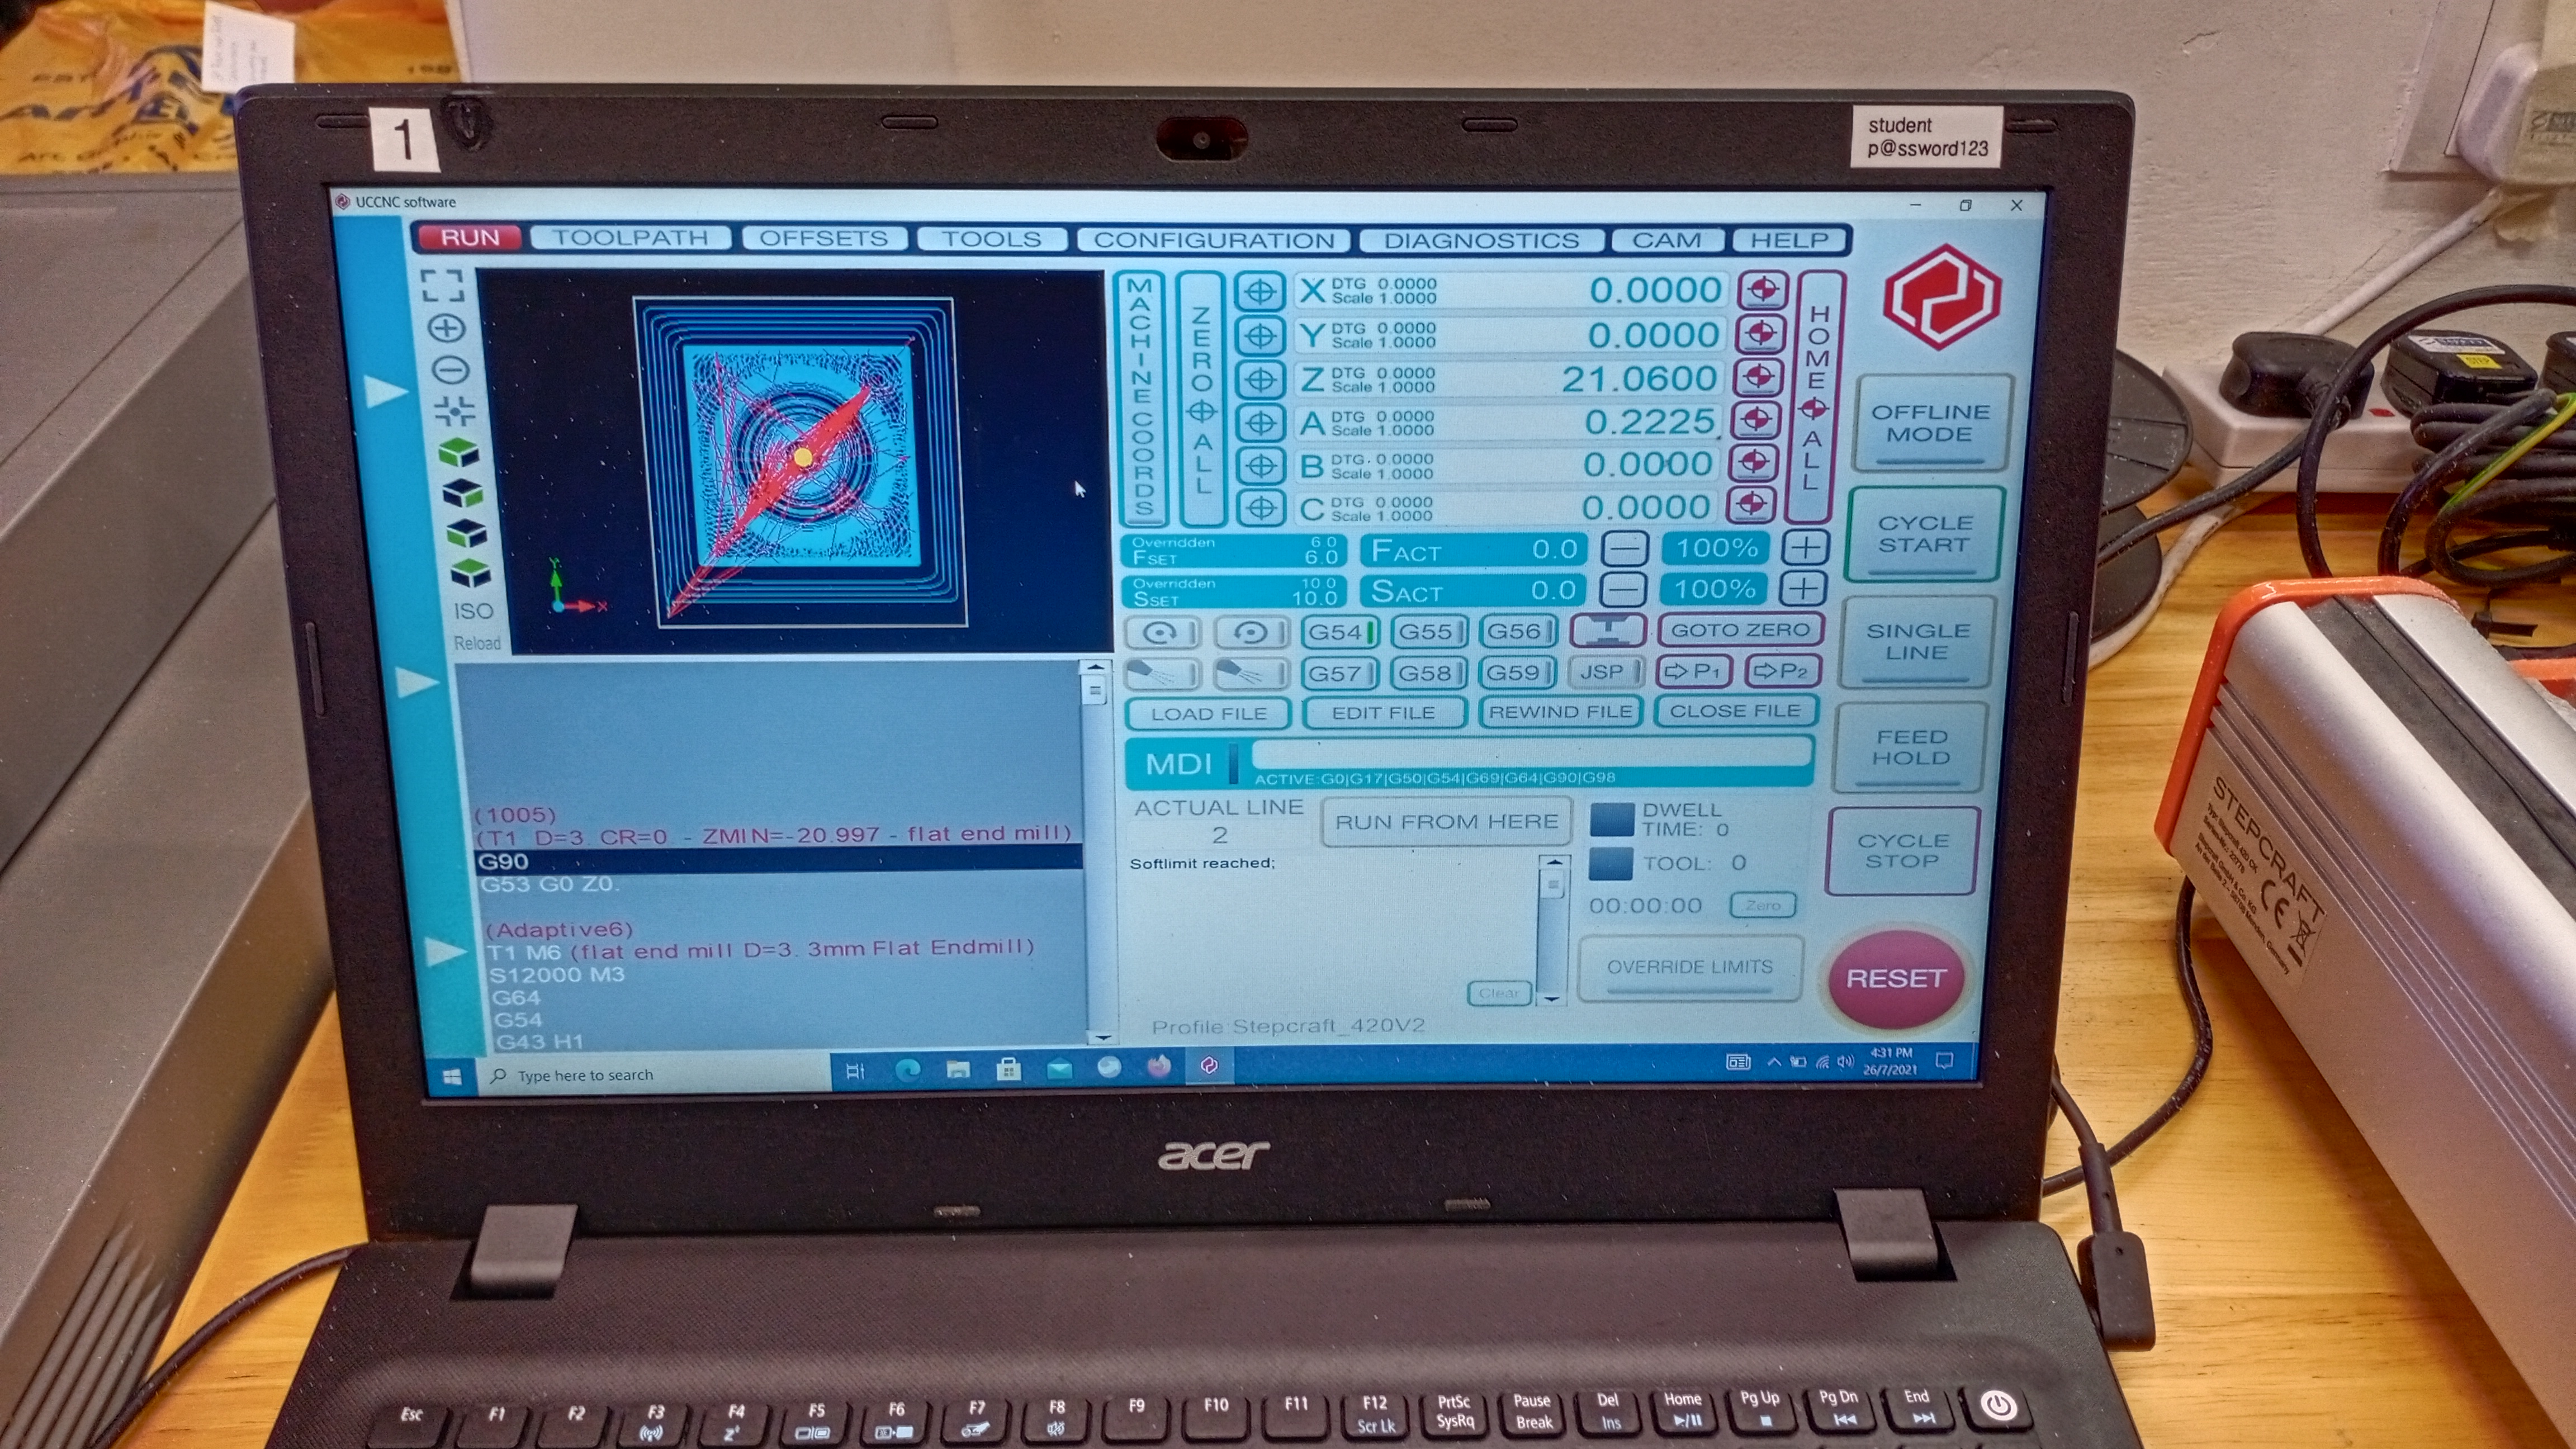 1
student
p@ssword123
UCCNC software
RUN
TOOLPATH
OFFSETS
TOOLS
CONFIGURATION
DIAGNOSTICS
CAM
HELP
MACHINE COORDS
ZERO ALL
X DTG 0.0000 Scale 1.0000 0.0000
Y DTG 0.0000 Scale 1.0000 0.0000
Z DTG 0.0000 Scale 1.0000 21.0600
A DTG 0.0000 Scale 1.0000 0.2225
B DTG 0.0000 Scale 1.0000 0.0000
C DTG 0.0000 Scale 1.0000 0.0000
HOME ALL
ISO
Reload
Y
X
Overridden 6.0
FSET 6.0
FACT 0.0
100%
Overridden 10.0
SSET 10.0
SACT 0.0
100%
G54 G55 G56 GOTO ZERO
G57 G58 G59 JSP P1 P2
LOAD FILE EDIT FILE REWIND FILE CLOSE FILE
MDI
ACTIVE:G0|G17|G50|G54|G69|G64|G90|G98
ACTUAL LINE
2
RUN FROM HERE
DWELL
TIME: 0
TOOL: 0
00:00:00 Zero
Softlimit reached;
Clear
OVERRIDE LIMITS
Profile:Stepcraft_420V2
OFFLINE
MODE
CYCLE
START
SINGLE
LINE
FEED
HOLD
CYCLE
STOP
RESET
(1005)
(T1 D=3. CR=0. - ZMIN=-20.997 - flat end mill)
G90
G53 G0 Z0.
(Adaptive6)
T1 M6 (flat end mill D=3. 3mm Flat Endmill)
S12000 M3
G64
G54
G43 H1
Type here to search
4:31 PM
26/7/2021
acer
STEPCRAFT
CE
Esc F1 F2 F3 F4 F5 F6 F7 F8 F9 F10 F11 F12 PrtSc Pause Del Home Pg Up Pg Dn End
Scr Lk SysRq Break Ins